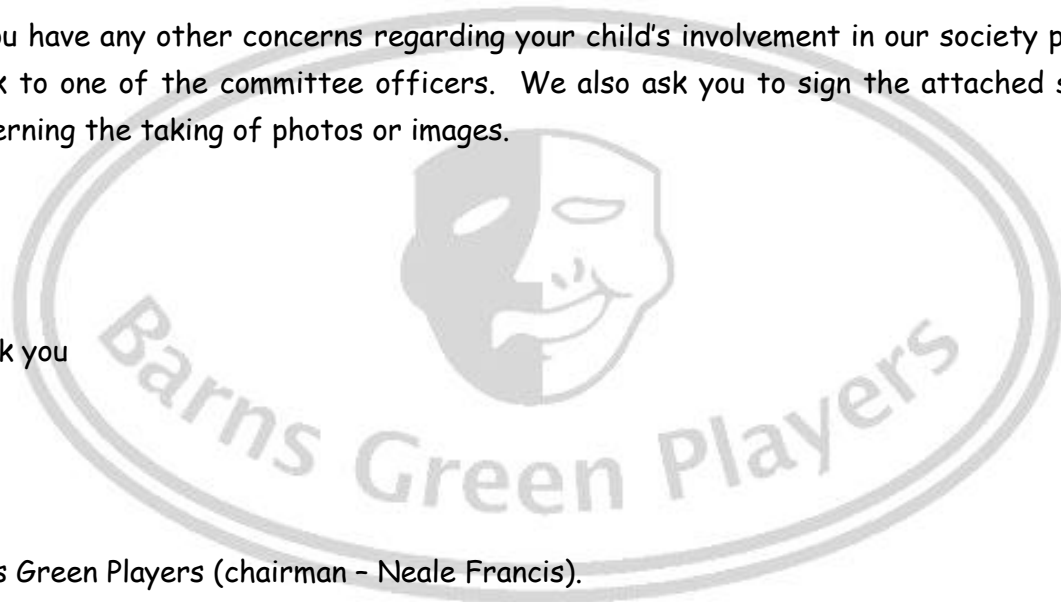 ou have any other concerns regarding your child's involvement in our society p
k to one of the committee officers. We also ask you to sign the attached s
erning the taking of photos or images.
k you
Barns Green Players
s Green Players (chairman – Neale Francis).